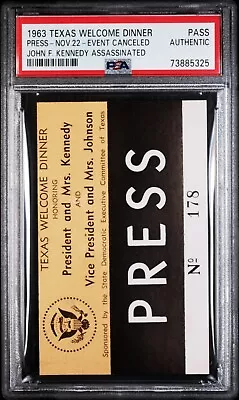 1963 TEXAS WELCOME DINNER
PRESS - NOV 22 - EVENT CANCELED
JOHN F. KENNEDY ASSASSINATED
PASS
AUTHENTIC
PSA
73885325
TEXAS WELCOME DINNER
HONORING
President and Mrs. Kennedy
AND
Vice President and Mrs. Johnson
Sponsored by the State Democratic Executive Committee of Texas
PRESS
No 178